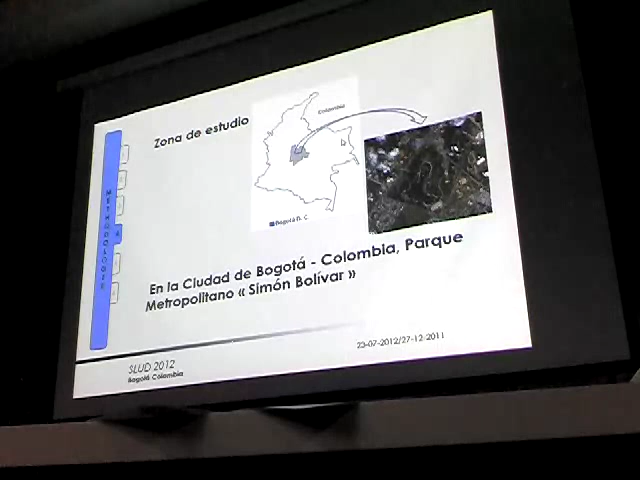 Zona de estudio
Colombia
Bogotá D. C
METHODOLOGIE
En la Ciudad de Bogotá - Colombia, Parque
Metropolitano « Simón Bolívar »
SLUD 2012
Bogotá Colombia
23-07-2012/27-12-2011